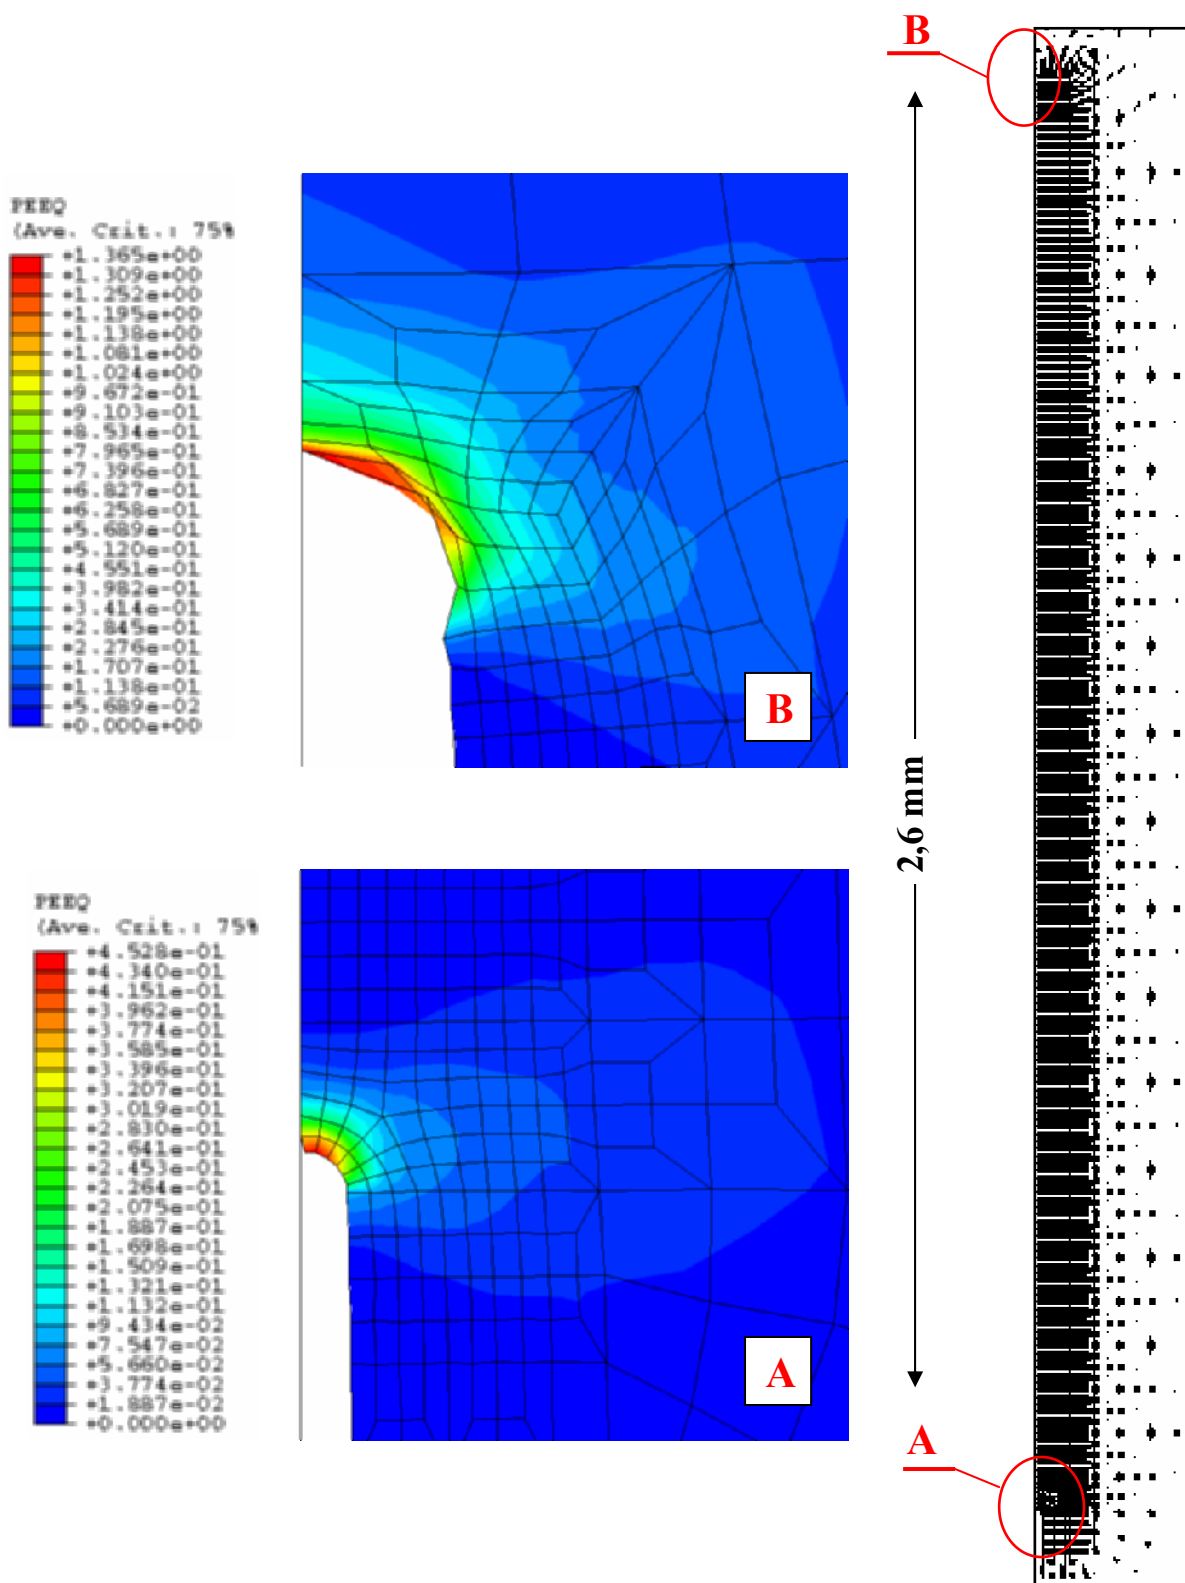 B
PEEQ
(Ave. Crit.: 75%
+1.365e+00
+1.309e+00
+1.252e+00
+1.195e+00
+1.138e+00
+1.081e+00
+1.024e+00
+9.672e-01
+9.103e-01
+8.534e-01
+7.965e-01
+7.396e-01
+6.827e-01
+6.258e-01
+5.689e-01
+5.120e-01
+4.551e-01
+3.982e-01
+3.414e-01
+2.845e-01
+2.276e-01
+1.707e-01
+1.138e-01
+5.689e-02
+0.000e+00
B
2,6 mm
PEEQ
(Ave. Crit.: 75%
+4.528e-01
+4.340e-01
+4.151e-01
+3.962e-01
+3.774e-01
+3.585e-01
+3.396e-01
+3.207e-01
+3.019e-01
+2.830e-01
+2.641e-01
+2.453e-01
+2.264e-01
+2.075e-01
+1.887e-01
+1.698e-01
+1.509e-01
+1.321e-01
+1.132e-01
+9.434e-02
+7.547e-02
+5.660e-02
+3.774e-02
+1.887e-02
+0.000e+00
A
A